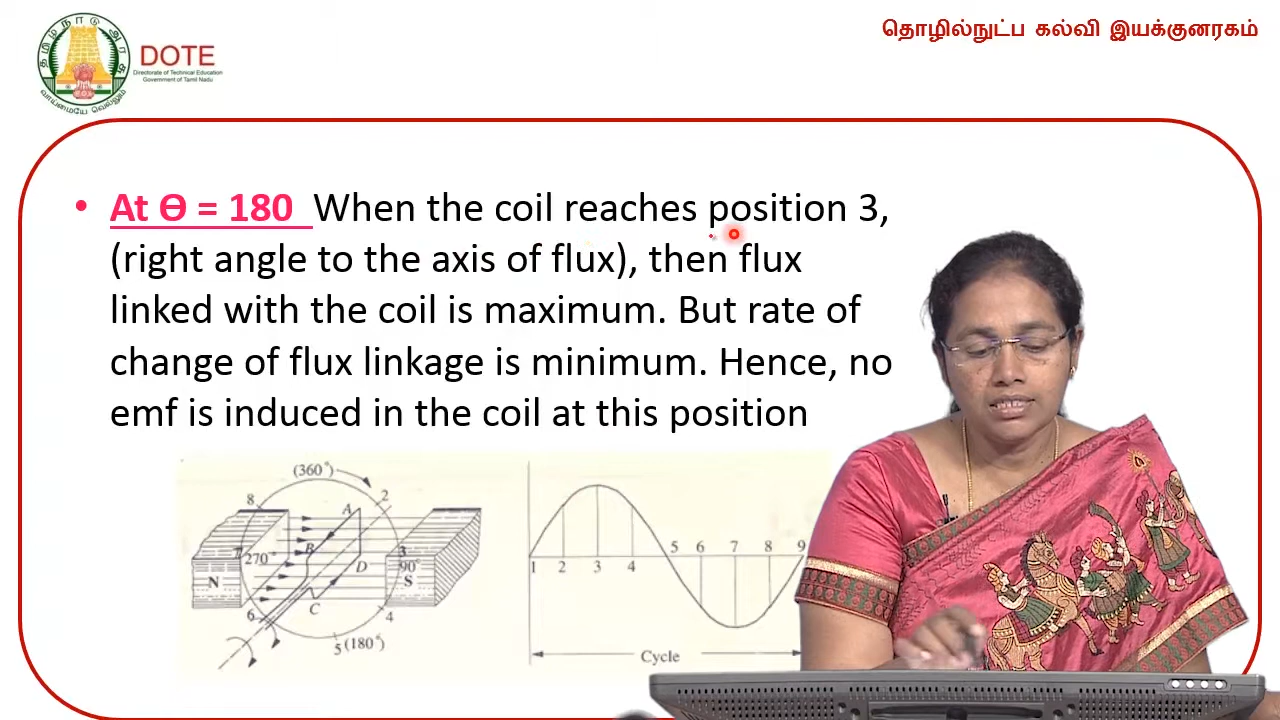 தமிழ்நாடு அரசு
வாய்மையே வெல்லும்
DOTE
Directorate of Technical Education
Government of Tamil Nadu
தொழில்நுட்ப கல்வி இயக்குனரகம்
• At ϴ = 180 When the coil reaches position 3,
(right angle to the axis of flux), then flux
linked with the coil is maximum. But rate of
change of flux linkage is minimum. Hence, no
emf is induced in the coil at this position
(360°)
8 2
A
B
7 270° 3
90°
D
N S
C
6 4
5 (180°)
5 6 7 8 9
1 2 3 4
Cycle